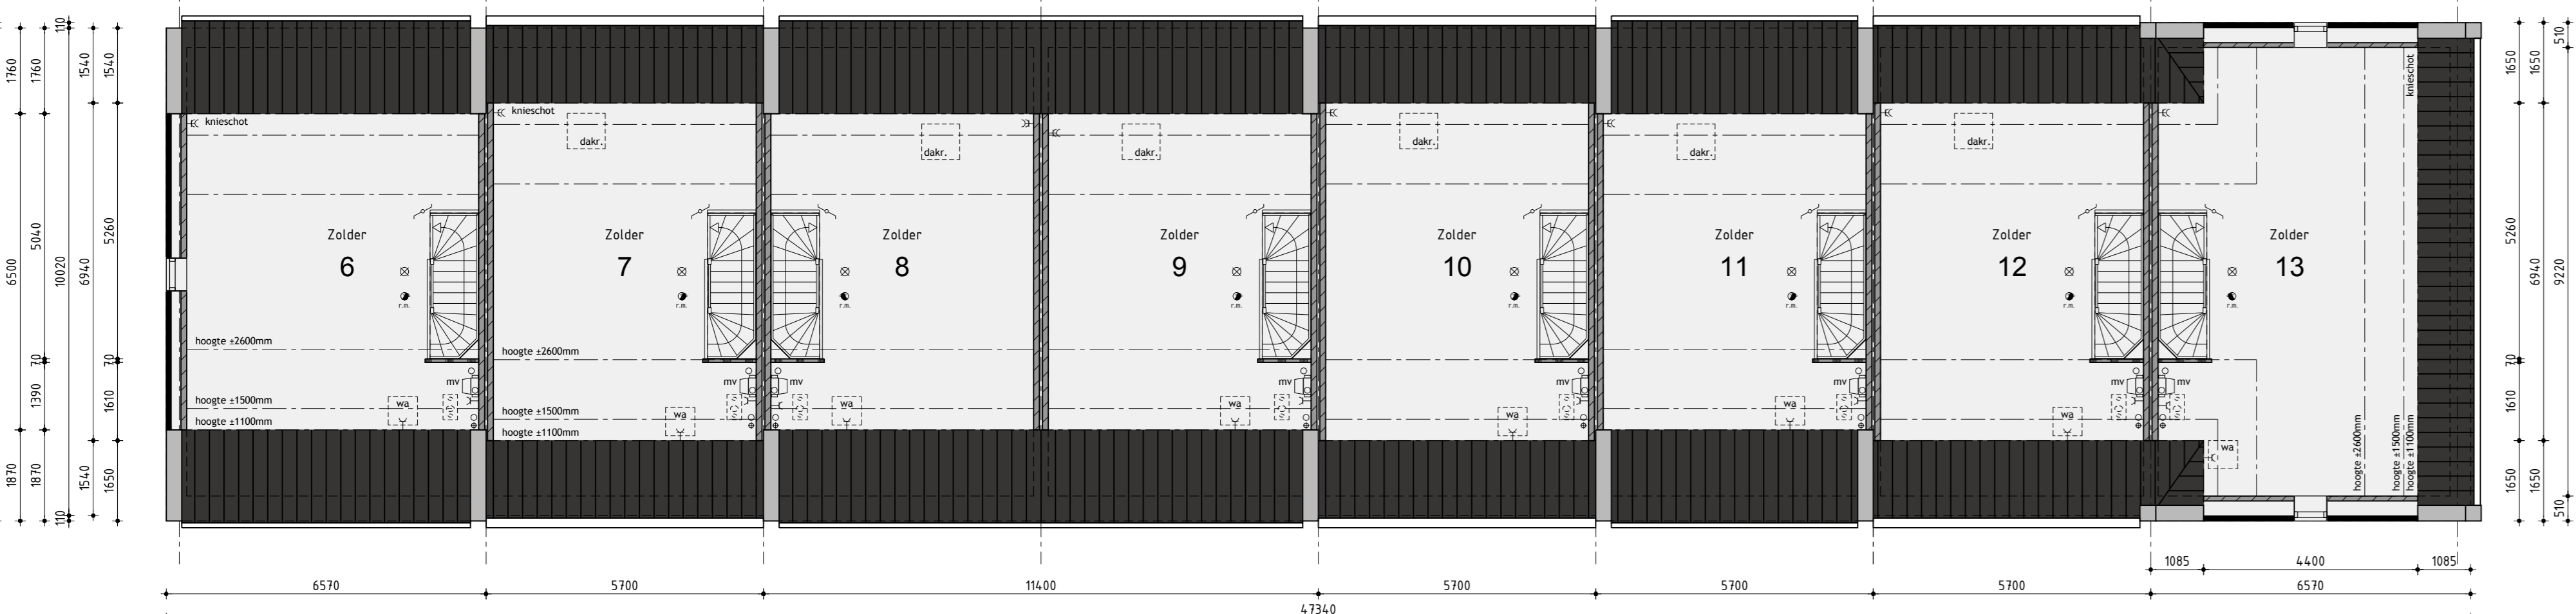 110
1760
1760
1540
1540
6500
5040
10020
6940
5260
70
70
1390
1610
1870
1870
1540
1650
110
knieschot
Zolder
6
r.m.
hoogte ±2600mm
mv
hoogte ±1500mm
wa
hoogte ±1100mm
knieschot
dakr.
Zolder
7
r.m.
hoogte ±2600mm
mv
hoogte ±1500mm
wa
hoogte ±1100mm
dakr.
Zolder
8
r.m.
mv
wa
dakr.
Zolder
9
r.m.
mv
wa
dakr.
Zolder
10
r.m.
mv
wa
dakr.
Zolder
11
r.m.
mv
wa
dakr.
Zolder
12
r.m.
mv
wa
knieschot
Zolder
13
r.m.
mv
wa
hoogte ±2600mm
hoogte ±1500mm
hoogte ±1100mm
510
1650
1650
5260
6940
9220
70
1610
1650
1650
510
1085
4400
1085
6570
5700
11400
5700
5700
5700
6570
47340